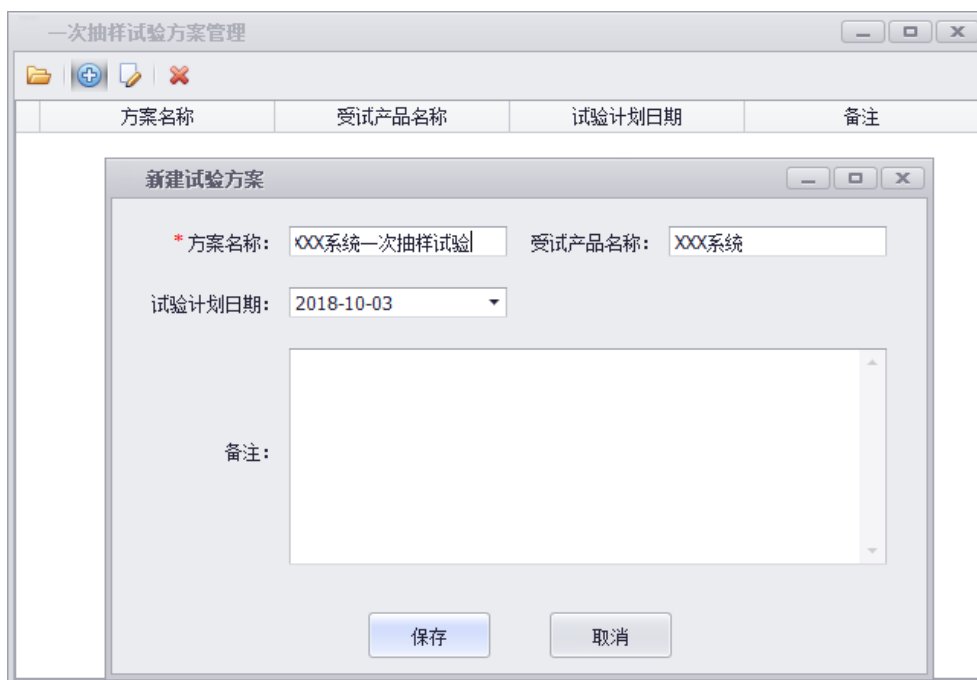 一次抽样试验方案管理
方案名称 受试产品名称 试验计划日期 备注
新建试验方案
*方案名称: XXX系统一次抽样试验 受试产品名称: XXX系统
试验计划日期: 2018-10-03
备注:
保存 取消